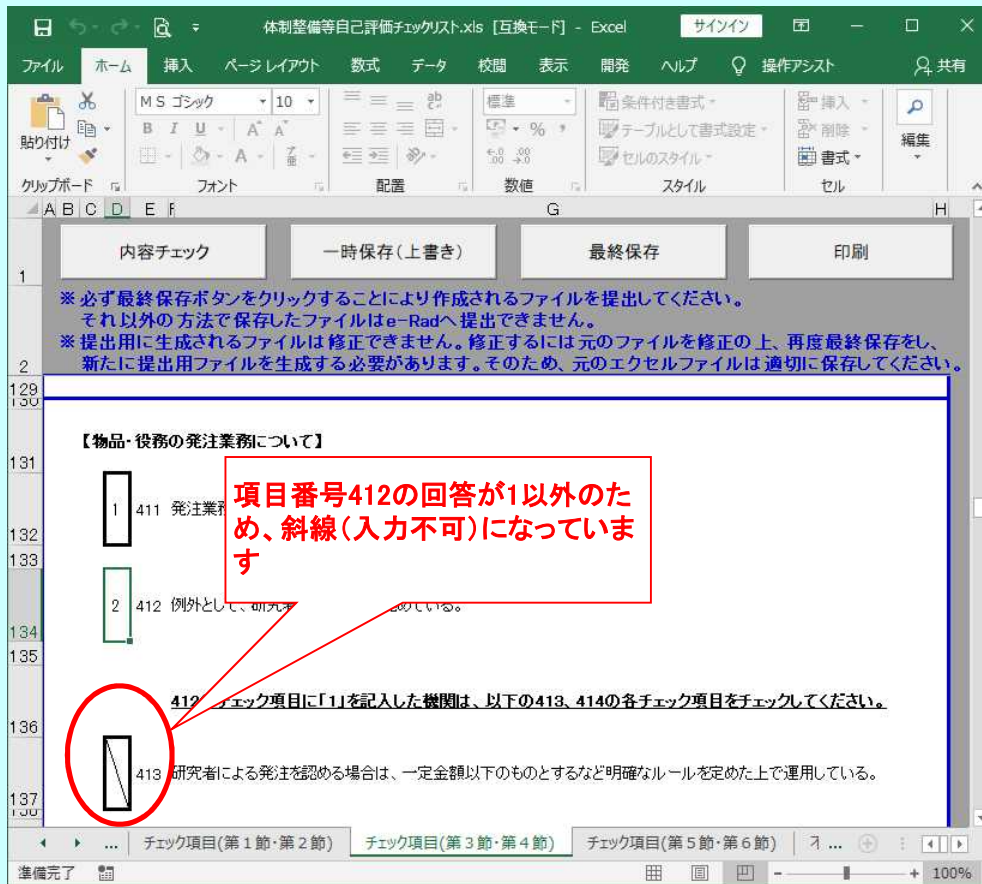 体制整備等自己評価チェックリスト.xls [互換モード] - Excel サインイン
ファイル ホーム 挿入 ページ レイアウト 数式 データ 校閲 表示 開発 ヘルプ 操作アシスト 共有
MS ゴシック 10 標準 条件付き書式 挿入
貼り付け B I U A A % テーブルとして書式設定 削除 編集
A セルのスタイル 書式
クリップボード フォント 配置 数値 スタイル セル
A B C D E F G H
内容チェック 一時保存(上書き) 最終保存 印刷
1
※必ず最終保存ボタンをクリックすることにより作成されるファイルを提出してください。
それ以外の方法で保存したファイルはe-Radへ提出できません。
※提出用に生成されるファイルは修正できません。修正するには元のファイルを修正の上、再度最終保存をし、
2 新たに提出用ファイルを生成する必要があります。そのため、元のエクセルファイルは適切に保存してください。
129
130
【物品・役務の発注業務について】
131
項目番号412の回答が1以外のた
め、斜線(入力不可)になっていま
す
1 411 発注業務
132
133
2 412 例外として、研究者 認めている。
134
135
412 チェック項目に「1」を記入した機関は、以下の413、414の各チェック項目をチェックしてください。
136
413 研究者による発注を認める場合は、一定金額以下のものとするなど明確なルールを定めた上で運用している。
137
... チェック項目(第1節・第2節) チェック項目(第3節・第4節) チェック項目(第5節・第6節) ...
準備完了 100%